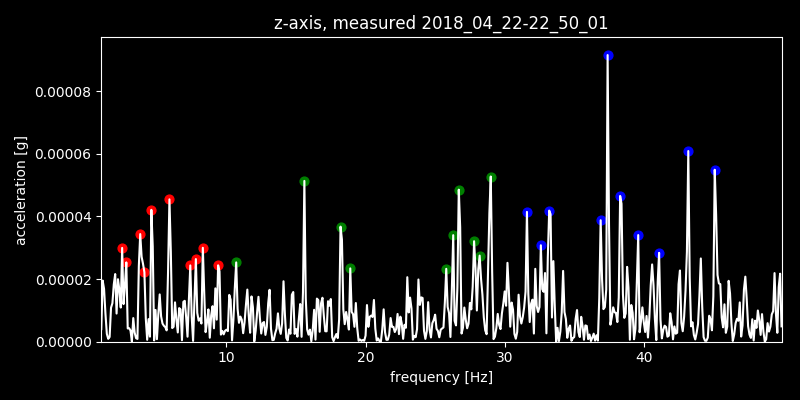 z-axis, measured 2018_04_22-22_50_01
0.00008
0.00006
0.00004
0.00002
0.00000
acceleration [g]
10 20 30 40
frequency [Hz]